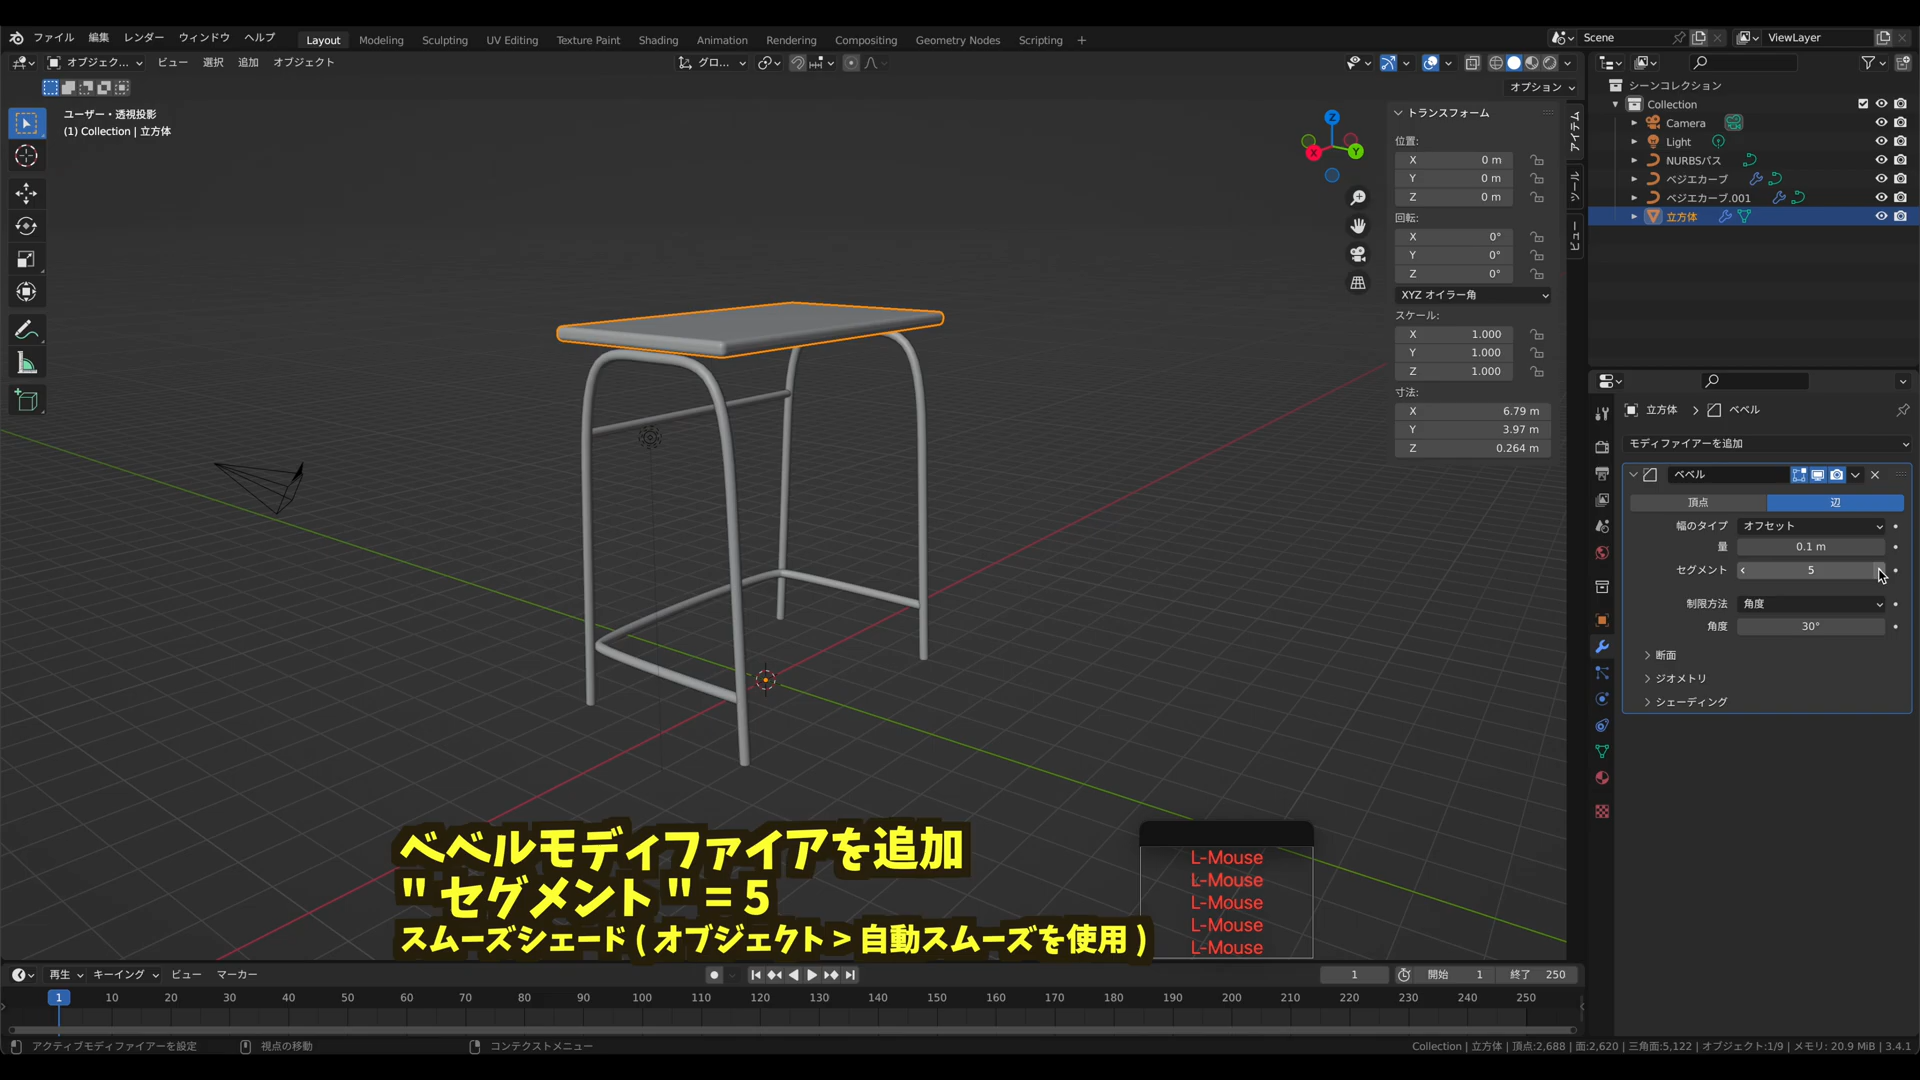 ファイル 編集 レンダー ウィンドウ ヘルプ Layout Modeling Sculpting UV Editing Texture Paint Shading Animation Rendering Compositing Geometry Nodes Scripting + Scene ViewLayer
オブジェク... ビュー 選択 追加 オブジェクト グロ...
オプション
ユーザー・透視投影
(1) Collection | 立方体
X Y Z
トランスフォーム
位置:
X 0 m
Y 0 m
Z 0 m
回転:
X 0°
Y 0°
Z 0°
XYZ オイラー角
スケール:
X 1.000
Y 1.000
Z 1.000
寸法:
X 6.79 m
Y 3.97 m
Z 0.264 m
アイテム
ツール
ビュー
シーンコレクション
Collection
Camera
Light
NURBSパス
ベジエカーブ
ベジエカーブ.001
立方体
立方体 > ベベル
モディファイアーを追加
ベベル
頂点 辺
幅のタイプ オフセット
量 0.1 m
セグメント 5
制限方法 角度
角度 30°
断面
ジオメトリ
シェーディング
ベベルモディファイアを追加
" セグメント " = 5
スムーズシェード ( オブジェクト > 自動スムーズを使用 )
L-Mouse
L-Mouse
L-Mouse
L-Mouse
L-Mouse
再生 キーイング ビュー マーカー 1 開始 1 終了 250
1 10 20 30 40 50 60 70 80 90 100 110 120 130 140 150 160 170 180 190 200 210 220 230 240 250
アクティブモディファイアーを設定 視点の移動 コンテクストメニュー Collection | 立方体 | 頂点:2,688 | 面:2,620 | 三角面:5,122 | オブジェクト:1/9 | メモリ: 20.9 MiB | 3.4.1